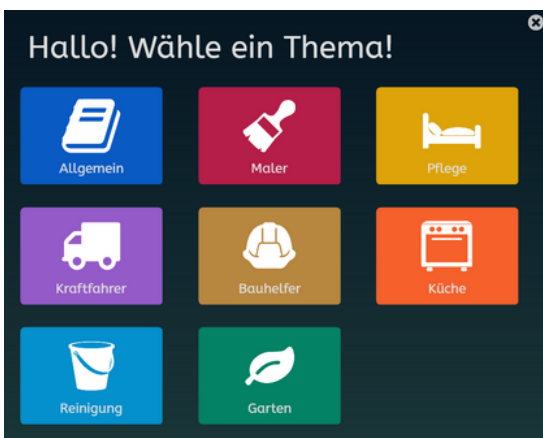 Hallo! Wähle ein Thema!
Allgemein
Maler
Pflege
Kraftfahrer
Bauhelfer
Küche
Reinigung
Garten